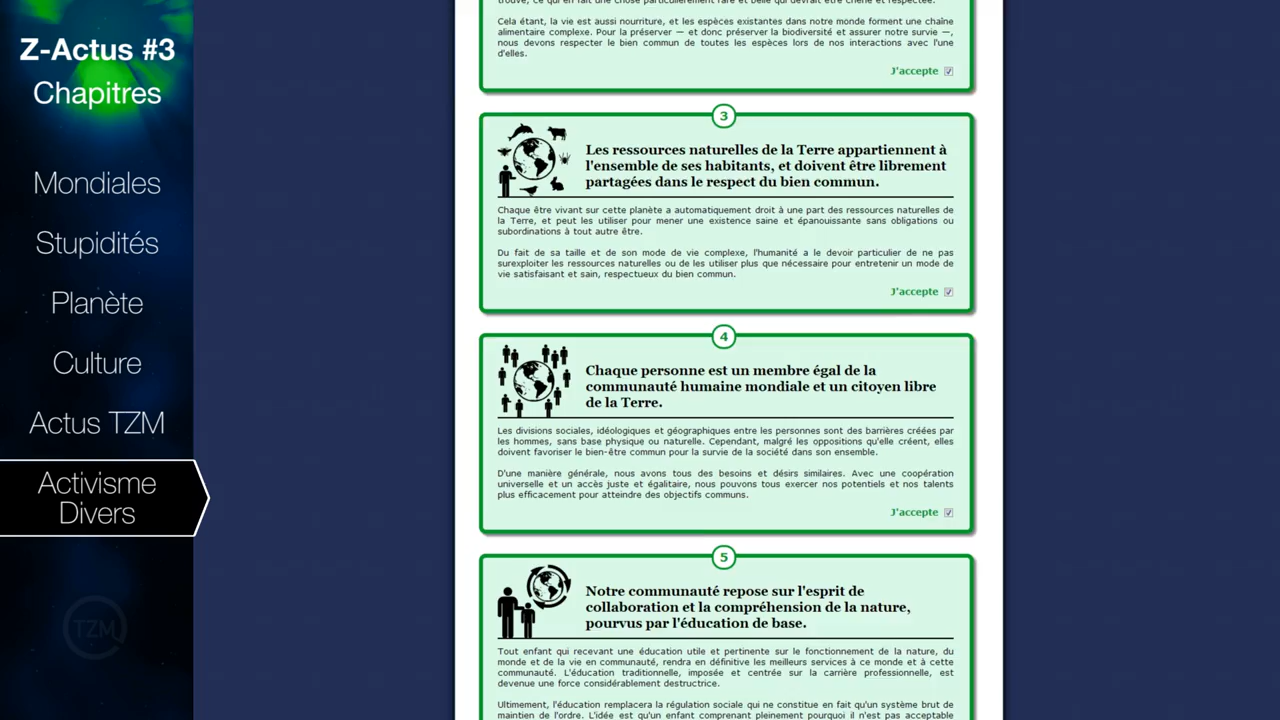 Z-Actus #3
Chapitres
Mondiales
Stupidités
Planète
Culture
Actus TZM
Activisme
Divers
TZM
trouve, ce qui en fait une chose particulièrement rare et belle qui devrait être chérie et respectée.
Cela étant, la vie est aussi nourriture, et les espèces existantes dans notre monde forment une chaîne
alimentaire complexe. Pour la préserver — et donc préserver la biodiversité et assurer notre survie —,
nous devons respecter le bien commun de toutes les espèces lors de nos interactions avec l'une
d'elles.
J'accepte
3
Les ressources naturelles de la Terre appartiennent à
l'ensemble de ses habitants, et doivent être librement
partagées dans le respect du bien commun.
Chaque être vivant sur cette planète a automatiquement droit à une part des ressources naturelles de
la Terre, et peut les utiliser pour mener une existence saine et épanouissante sans obligations ou
subordinations à tout autre être.
Du fait de sa taille et de son mode de vie complexe, l'humanité a le devoir particulier de ne pas
surexploiter les ressources naturelles ou de les utiliser plus que nécessaire pour entretenir un mode de
vie satisfaisant et sain, respectueux du bien commun.
J'accepte
4
Chaque personne est un membre égal de la
communauté humaine mondiale et un citoyen libre
de la Terre.
Les divisions sociales, idéologiques et géographiques entre les personnes sont des barrières créées par
les hommes, sans base physique ou naturelle. Cependant, malgré les oppositions qu'elle créent, elles
doivent favoriser le bien-être commun pour la survie de la société dans son ensemble.
D'une manière générale, nous avons tous des besoins et désirs similaires. Avec une coopération
universelle et un accès juste et égalitaire, nous pouvons tous exercer nos potentiels et nos talents
plus efficacement pour atteindre des objectifs communs.
J'accepte
5
Notre communauté repose sur l'esprit de
collaboration et la compréhension de la nature,
pourvus par l'éducation de base.
Tout enfant qui recevant une éducation utile et pertinente sur le fonctionnement de la nature, du
monde et de la vie en communauté, rendra en définitive les meilleurs services à ce monde et à cette
communauté. L'éducation traditionnelle, imposée et centrée sur la carrière professionnelle, est
devenue une force considérablement destructrice.
Ultimement, l'éducation remplacera la régulation sociale qui ne constitue en fait qu'un système brut de
maintien de l'ordre. L'idée est qu'un enfant comprenant pleinement pourquoi il n'est pas acceptable